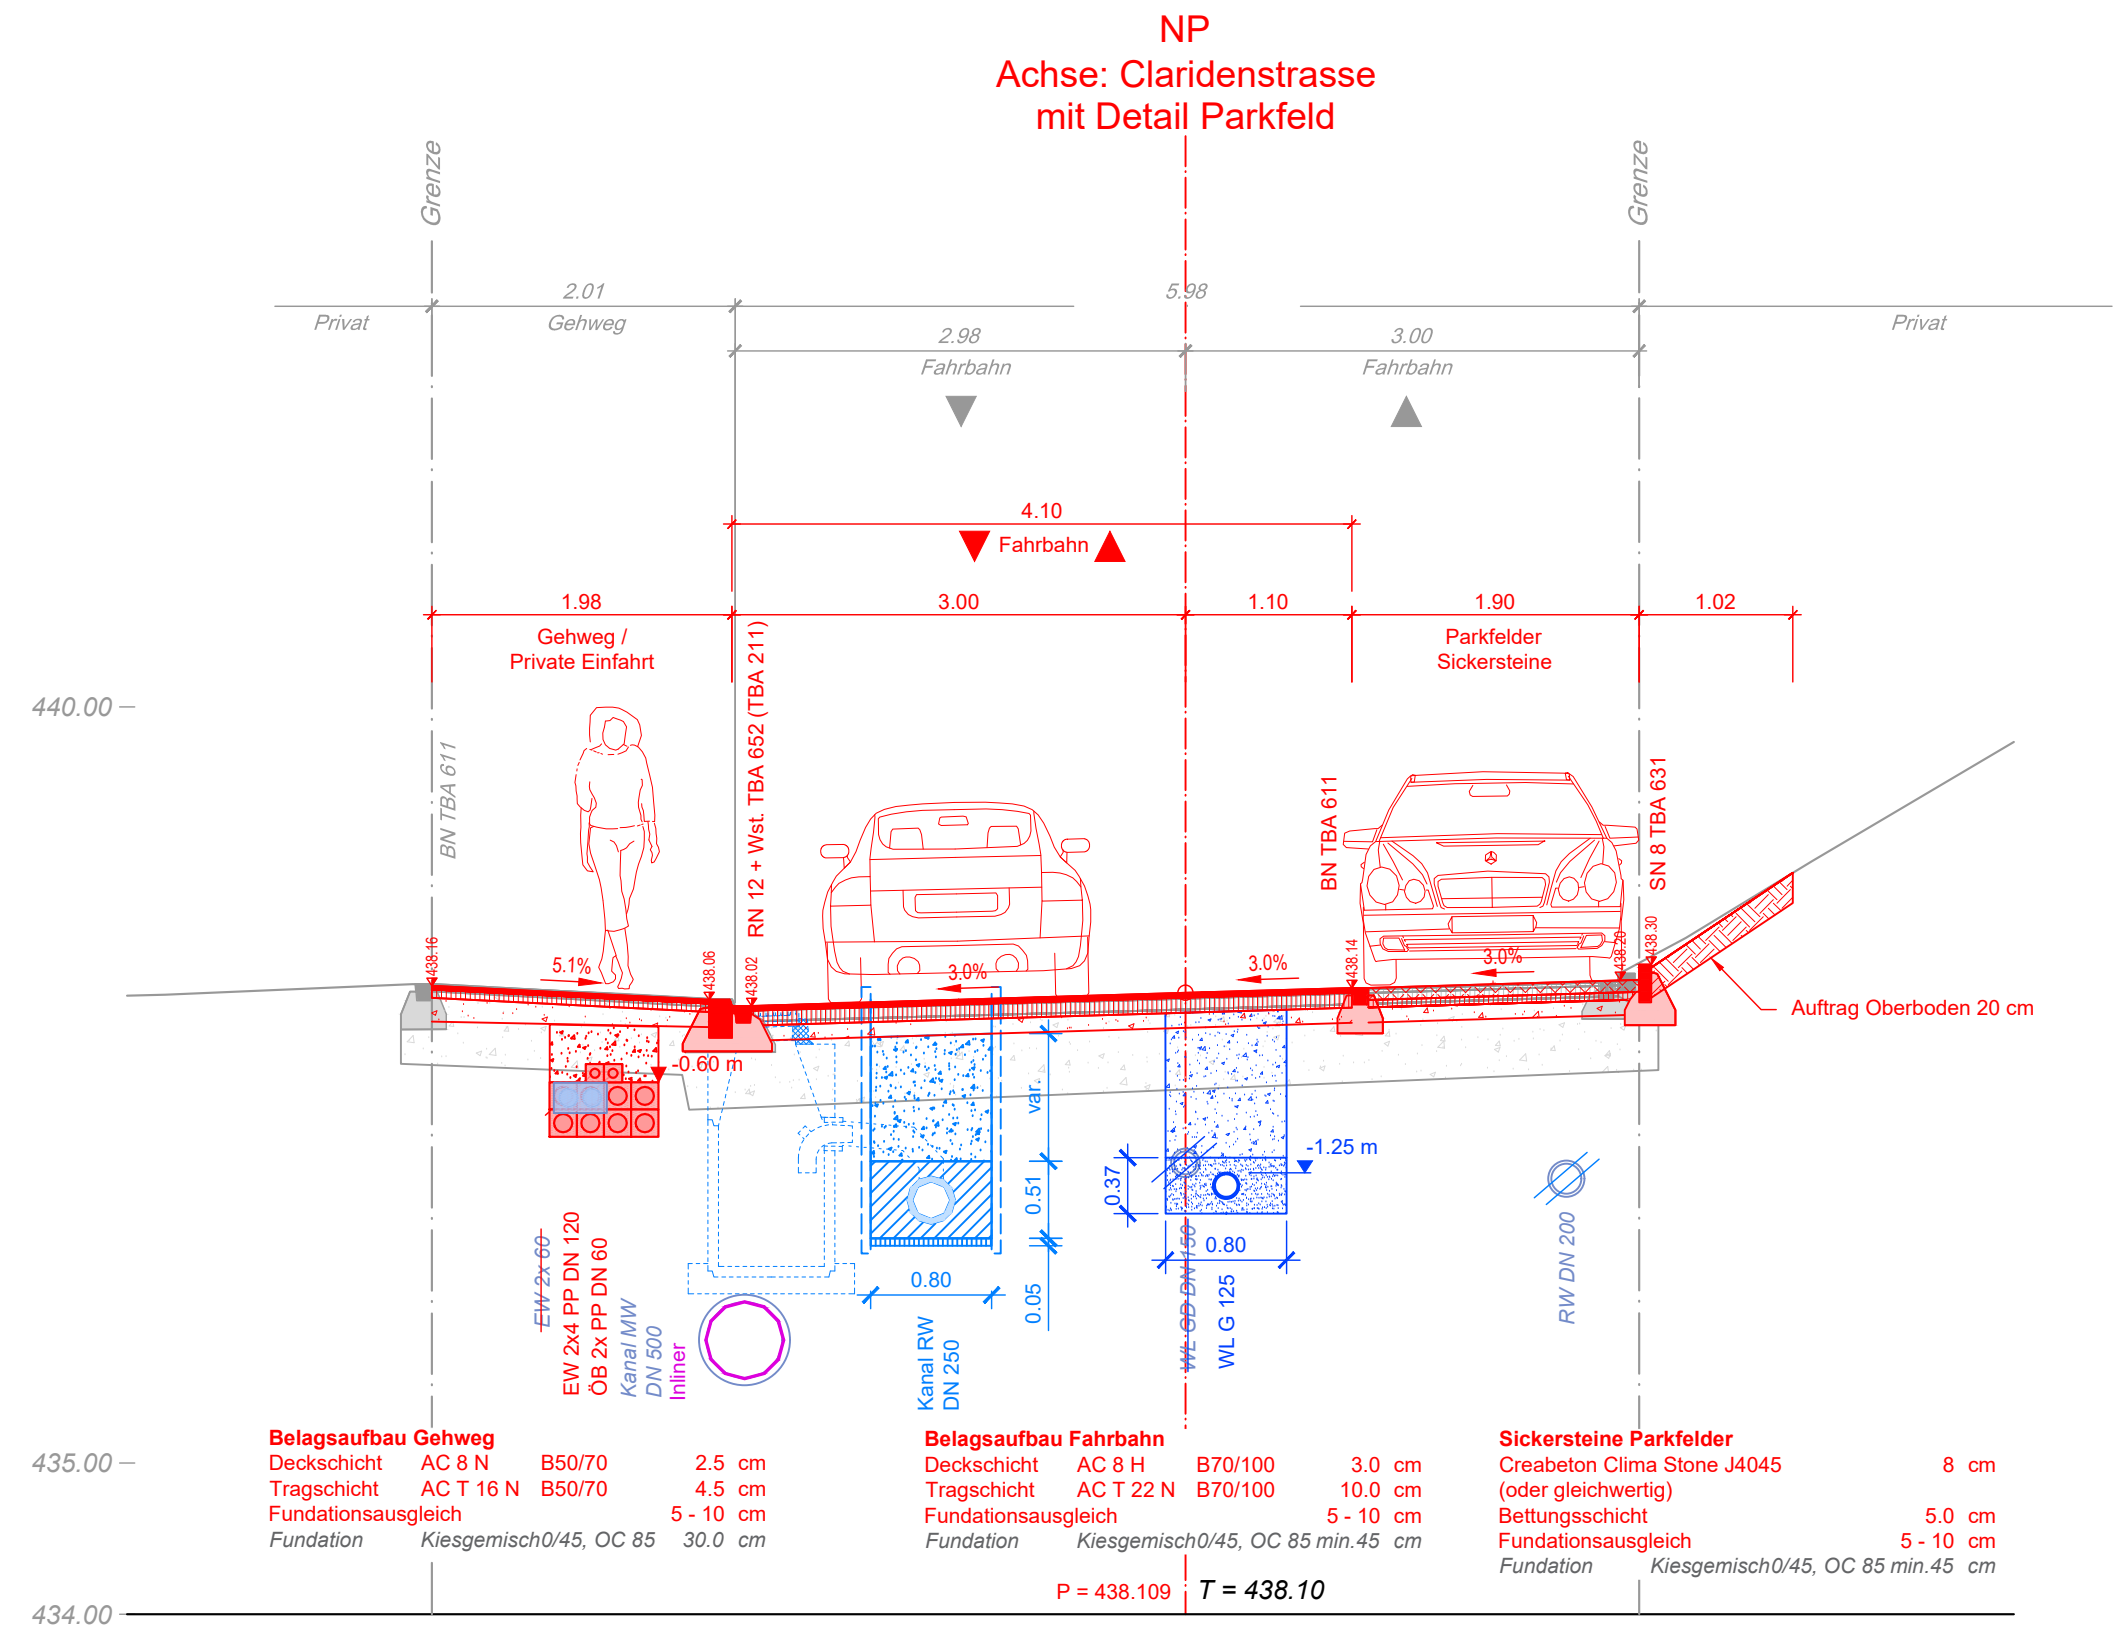 NP
Achse: Claridenstrasse
mit Detail Parkfeld
Grenze
Grenze
2.01
5.98
Privat
Gehweg
Privat
2.98
3.00
Fahrbahn
Fahrbahn
4.10
Fahrbahn
1.98
3.00
1.10
1.90
1.02
Gehweg /
Private Einfahrt
Parkfelder
Sickersteine
440.00
BN TBA 611
RN 12 + Wst. TBA 652 (TBA 211)
BN TBA 611
SN 8 TBA 631
438.16
438.06
438.02
438.14
438.20
438.30
5.1%
3.0%
3.0%
3.0%
Auftrag Oberboden 20 cm
-0.60 m
var
-1.25 m
0.37
0.51
0.80
0.80
0.05
EW 2x 60
EW 2x4 PP DN 120
ÖB 2x PP DN 60
Kanal MW
DN 500
Inliner
Kanal RW
DN 250
WL GD DN 150
WL G 125
RW DN 200
Belagsaufbau Gehweg
Deckschicht AC 8 N B50/70 2.5 cm
Tragschicht AC T 16 N B50/70 4.5 cm
Fundationsausgleich 5 - 10 cm
Fundation Kiesgemisch0/45, OC 85 30.0 cm
Belagsaufbau Fahrbahn
Deckschicht AC 8 H B70/100 3.0 cm
Tragschicht AC T 22 N B70/100 10.0 cm
Fundationsausgleich 5 - 10 cm
Fundation Kiesgemisch0/45, OC 85 min.45 cm
Sickersteine Parkfelder
Creabeton Clima Stone J4045 8 cm
(oder gleichwertig)
Bettungsschicht 5.0 cm
Fundationsausgleich 5 - 10 cm
Fundation Kiesgemisch0/45, OC 85 min.45 cm
435.00
P = 438.109 T = 438.10
434.00